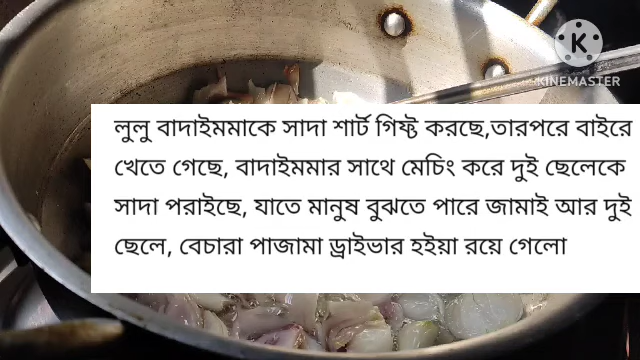 KINEMASTER
লুলু বাদাইমমাকে সাদা শার্ট গিফ্ট করছে,তারপরে বাইরে
খেতে গেছে, বাদাইমমার সাথে মেচিং করে দুই ছেলেকে
সাদা পরাইছে, যাতে মানুষ বুঝতে পারে জামাই আর দুই
ছেলে, বেচারা পাজামা ড্রাইভার হইয়া রয়ে গেলো